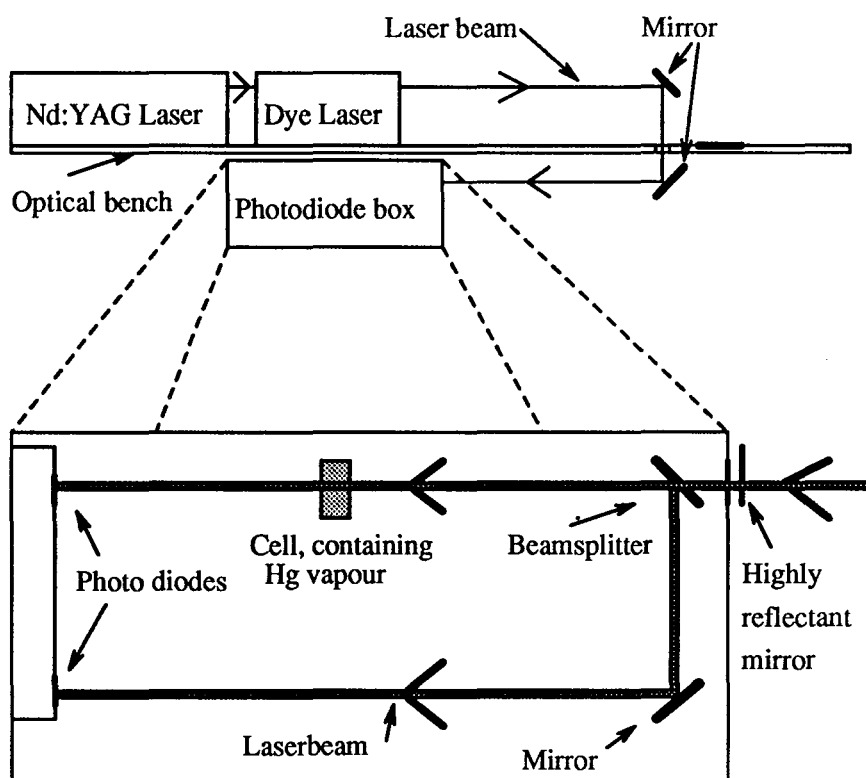 Laser beam
Mirror
Nd:YAG Laser
Dye Laser
Optical bench
Photodiode box
Cell, containing
Hg vapour
Beamsplitter
Photo diodes
Highly
reflectant
mirror
Laserbeam
Mirror